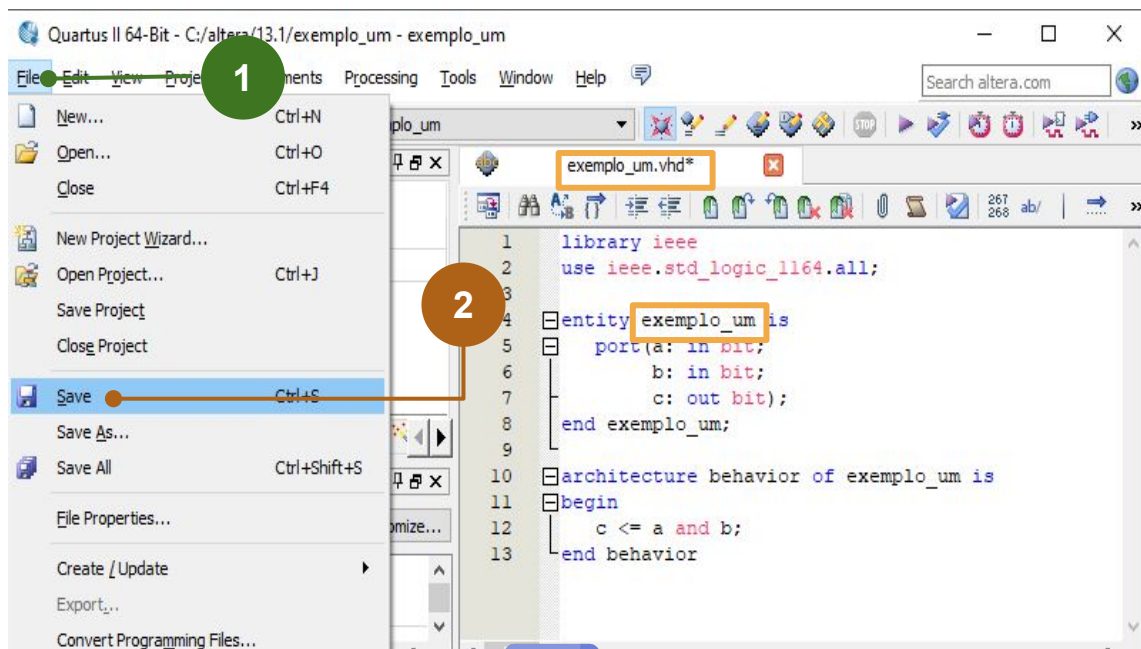 Quartus II 64-Bit - C:/altera/13.1/exemplo_um - exemplo_um
File Edit View Proje 1 ments Processing Tools Window Help
Search altera.com
New... Ctrl+N
Open... Ctrl+O
Close Ctrl+F4
New Project Wizard...
Open Project... Ctrl+J
Save Project
Close Project
Save Ctrl+S
Save As...
Save All Ctrl+Shift+S
File Properties...
Create / Update
Export...
Convert Programming Files...
2
plo_um
STOP
omize...
exemplo_um.vhd*
267
268
ab/
1 library ieee
2 use ieee.std_logic_1164.all;
3
4 entity exemplo_um is
5 port(a: in bit;
6 b: in bit;
7 c: out bit);
8 end exemplo_um;
9
10 architecture behavior of exemplo_um is
11 begin
12 c <= a and b;
13 end behavior